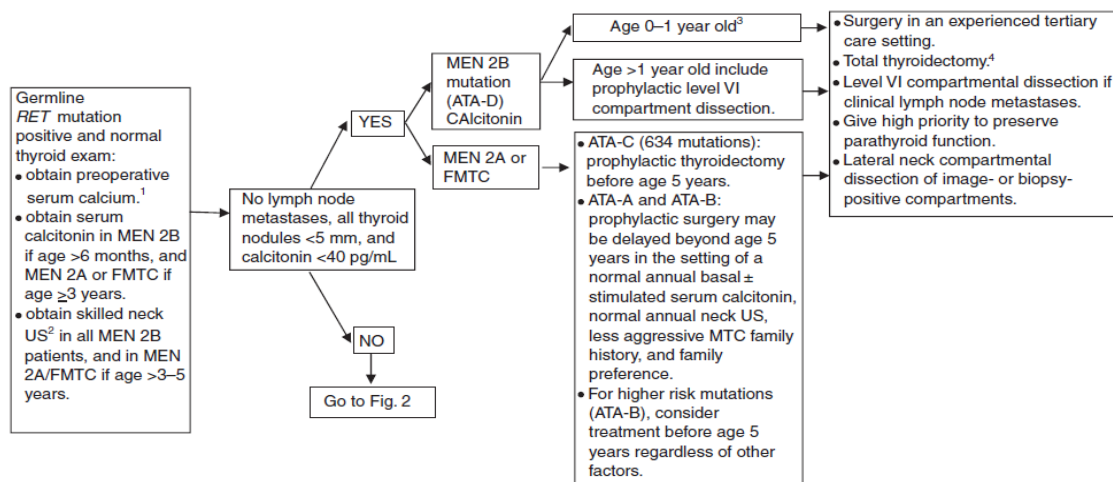 Germline
RET mutation
positive and normal
thyroid exam:
• obtain preoperative
serum calcium.1
• obtain serum
calcitonin in MEN 2B
if age >6 months, and
MEN 2A or FMTC if
age ≥3 years.
• obtain skilled neck
US2 in all MEN 2B
patients, and in MEN
2A/FMTC if age >3–5
years.
No lymph node
metastases, all thyroid
nodules <5 mm, and
calcitonin <40 pg/mL
YES
NO
Go to Fig. 2
MEN 2B
mutation
(ATA-D)
CAlcitonin
MEN 2A or
FMTC
Age 0–1 year old3
Age >1 year old include
prophylactic level VI
compartment dissection.
• ATA-C (634 mutations):
prophylactic thyroidectomy
before age 5 years.
• ATA-A and ATA-B:
prophylactic surgery may
be delayed beyond age 5
years in the setting of a
normal annual basal ±
stimulated serum calcitonin,
normal annual neck US,
less aggressive MTC family
history, and family
preference.
• For higher risk mutations
(ATA-B), consider
treatment before age 5
years regardless of other
factors.
• Surgery in an experienced tertiary
care setting.
• Total thyroidectomy.4
• Level VI compartmental dissection if
clinical lymph node metastases.
• Give high priority to preserve
parathyroid function.
• Lateral neck compartmental
dissection of image- or biopsy-
positive compartments.